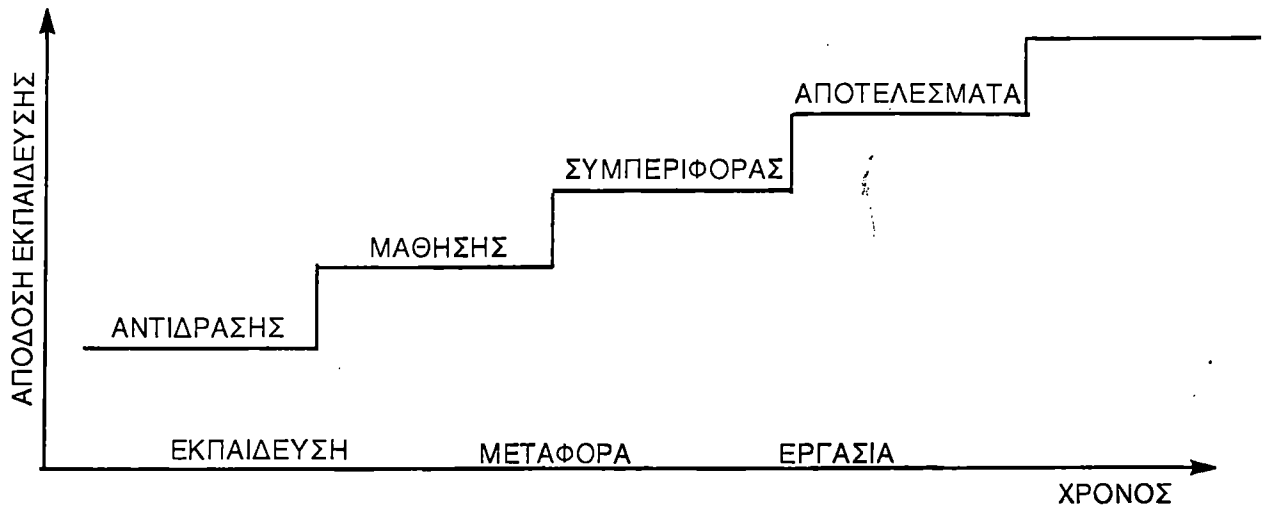 ΑΠΟΔΟΣΗ ΕΚΠΑΙΔΕΥΣΗΣ
ΑΠΟΤΕΛΕΣΜΑΤΑ
ΣΥΜΠΕΡΙΦΟΡΑΣ
ΜΑΘΗΣΗΣ
ΑΝΤΙΔΡΑΣΗΣ
ΕΚΠΑΙΔΕΥΣΗ ΜΕΤΑΦΟΡΑ ΕΡΓΑΣΙΑ
ΧΡΟΝΟΣ